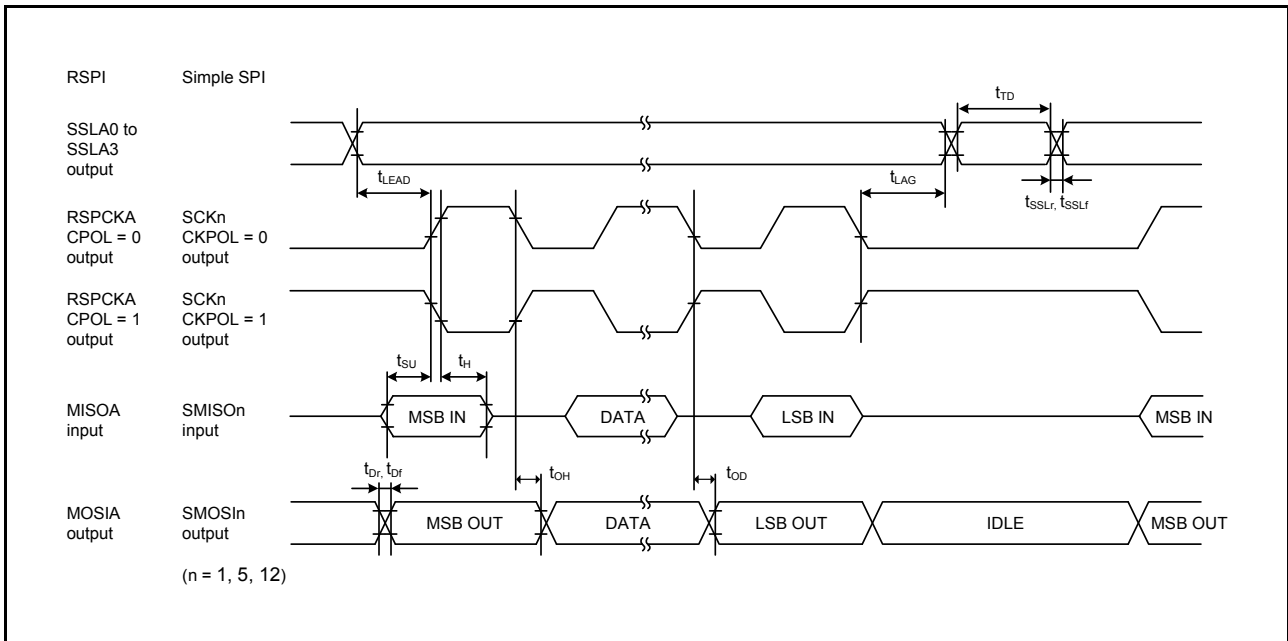 RSPI Simple SPI
tTD
SSLA0 to
SSLA3
output
tLEAD
tLAG
tSSLr, tSSLf
RSPCKA SCKn
CPOL = 0 CKPOL = 0
output output
RSPCKA SCKn
CPOL = 1 CKPOL = 1
output output
tSU tH
MISOA SMISOn
input input
MSB IN DATA LSB IN MSB IN
tDr, tDf tOH tOD
MOSIA SMOSIn
output output
MSB OUT DATA LSB OUT IDLE MSB OUT
(n = 1, 5, 12)